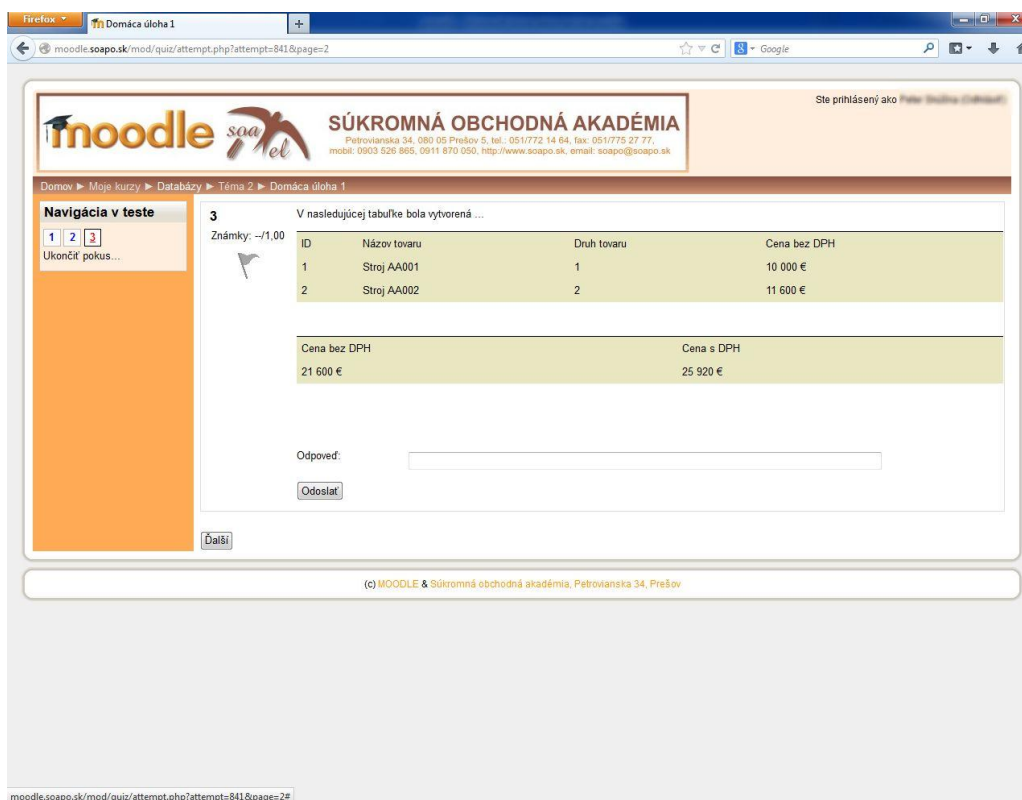 Firefox
Domáca úloha 1
moodle.soapo.sk/mod/quiz/attempt.php?attempt=841&page=2
Google
moodle
soa
el
SÚKROMNÁ OBCHODNÁ AKADÉMIA
Petrovianska 34, 080 05 Prešov 5, tel.: 051/772 14 64, fax: 051/775 27 77,
mobil: 0903 526 865, 0911 870 050, http://www.soapo.sk, email: soapo@soapo.sk
Ste prihlásený ako
Domov ► Moje kurzy ► Databázy ► Téma 2 ► Domáca úloha 1
Navigácia v teste
1 2 3
Ukončiť pokus...
3
Známky: --/1,00
V nasledujúcej tabuľke bola vytvorená ...
ID Názov tovaru Druh tovaru Cena bez DPH
1 Stroj AA001 1 10 000 €
2 Stroj AA002 2 11 600 €
Cena bez DPH Cena s DPH
21 600 € 25 920 €
Odpoveď:
Odoslať
Ďalší
(c) MOODLE & Súkromná obchodná akadémia, Petrovianska 34, Prešov
moodle.soapo.sk/mod/quiz/attempt.php?attempt=841&page=2#